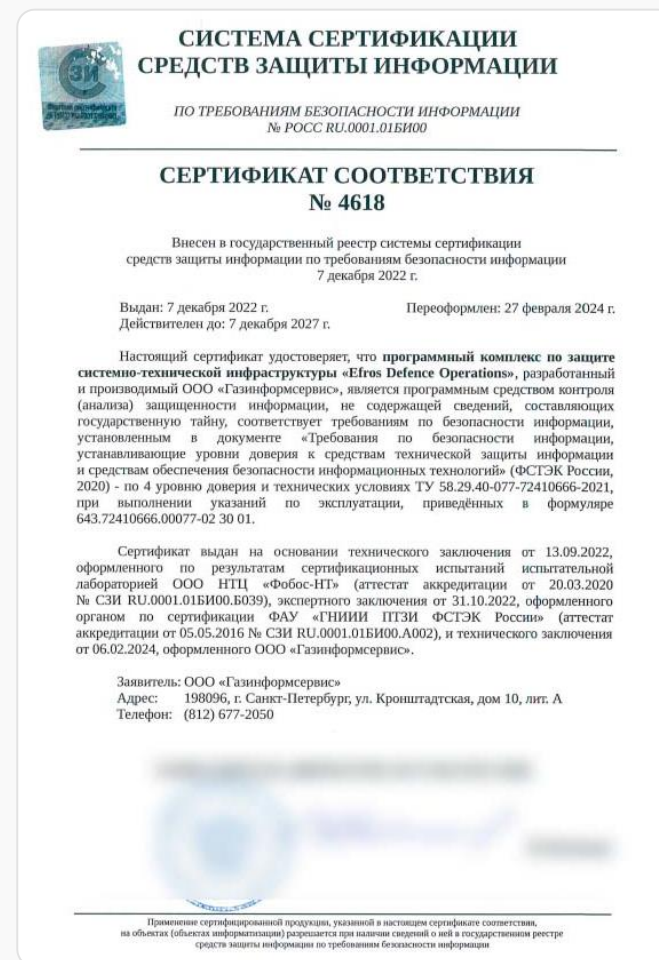 СИСТЕМА СЕРТИФИКАЦИИ
СРЕДСТВ ЗАЩИТЫ ИНФОРМАЦИИ
СЗИ
ПО ТРЕБОВАНИЯМ БЕЗОПАСНОСТИ ИНФОРМАЦИИ
№ РОСС RU.0001.01БИ00
СЕРТИФИКАТ СООТВЕТСТВИЯ
№ 4618
Внесен в государственный реестр системы сертификации
средств защиты информации по требованиям безопасности информации
7 декабря 2022 г.
Выдан: 7 декабря 2022 г. Переоформлен: 27 февраля 2024 г.
Действителен до: 7 декабря 2027 г.
Настоящий сертификат удостоверяет, что программный комплекс по защите
системно-технической инфраструктуры «Efros Defence Operations», разработанный
и производимый ООО «Газинформсервис», является программным средством контроля
(анализа) защищенности информации, не содержащей сведений, составляющих
государственную тайну, соответствует требованиям по безопасности информации,
установленным в документе «Требования по безопасности информации,
устанавливающие уровни доверия к средствам технической защиты информации
и средствам обеспечения безопасности информационных технологий» (ФСТЭК России,
2020) - по 4 уровню доверия и технических условиях ТУ 58.29.40-077-72410666-2021,
при выполнении указаний по эксплуатации, приведённых в формуляре
643.72410666.00077-02 30 01.
Сертификат выдан на основании технического заключения от 13.09.2022,
оформленного по результатам сертификационных испытаний испытательной
лабораторией ООО НТЦ «Фобос-НТ» (аттестат аккредитации от 20.03.2020
№ СЗИ RU.0001.01БИ00.Б039), экспертного заключения от 31.10.2022, оформленного
органом по сертификации ФАУ «ГНИИИ ПТЗИ ФСТЭК России» (аттестат
аккредитации от 05.05.2016 № СЗИ RU.0001.01БИ00.А002), и технического заключения
от 06.02.2024, оформленного ООО «Газинформсервис».
Заявитель: ООО «Газинформсервис»
Адрес: 198096, г. Санкт-Петербург, ул. Кронштадтская, дом 10, лит. А
Телефон: (812) 677-2050
Применение сертифицированной продукции, указанной в настоящем сертификате соответствия,
на объектах (объектах информатизации) разрешается при наличии сведений о ней в государственном реестре
средств защиты информации по требованиям безопасности информации